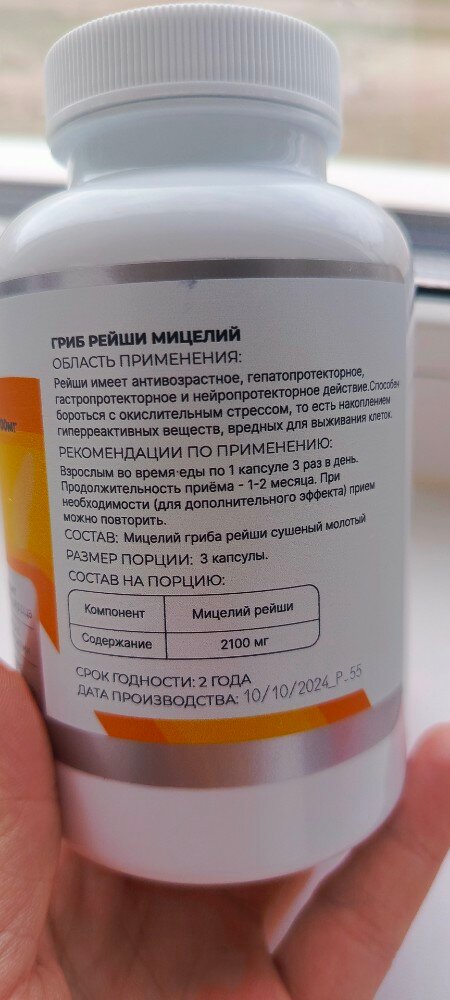 ГРИБ РЕЙШИ МИЦЕЛИЙ
ОБЛАСТЬ ПРИМЕНЕНИЯ:
Рейши имеет антивозрастное, гепатопротекторное,
гастропротекторное и нейропротекторное действие.Способен
бороться с окислительным стрессом, то есть накоплением
гиперреактивных веществ, вредных для выживания клеток.
РЕКОМЕНДАЦИИ ПО ПРИМЕНЕНИЮ:
Взрослым во время еды по 1 капсуле 3 раз в день.
Продолжительность приёма - 1-2 месяца. При
необходимости (для дополнительного эффекта) прием
можно повторить.
СОСТАВ: Мицелий гриба рейши сушеный молотый
РАЗМЕР ПОРЦИИ: 3 капсулы.
СОСТАВ НА ПОРЦИЮ:
Компонент Мицелий рейши
Содержание 2100 мг
СРОК ГОДНОСТИ: 2 ГОДА
ДАТА ПРОИЗВОДСТВА: 10/10/2024_P.55